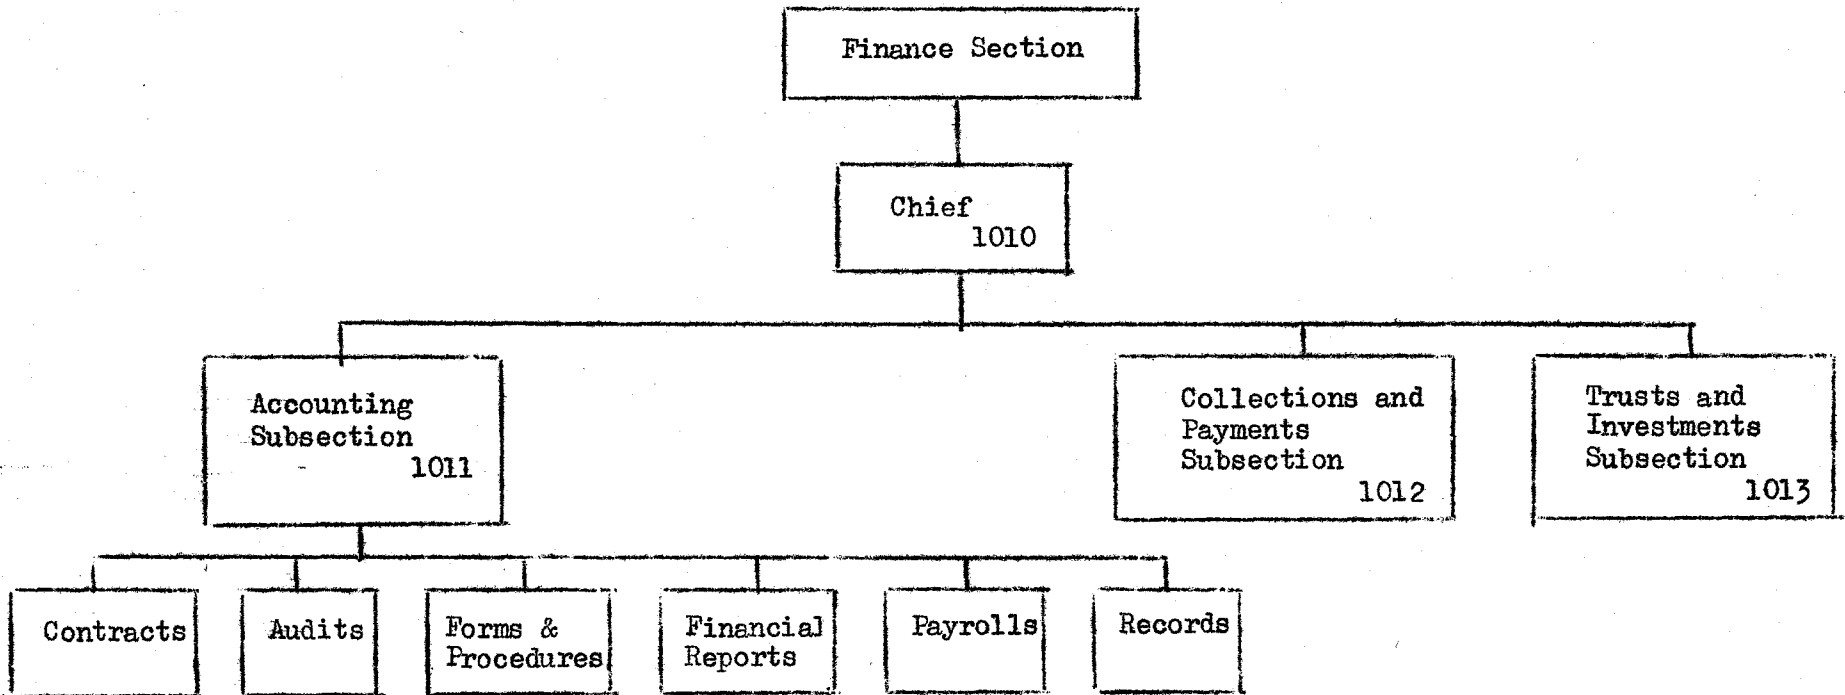 Finance Section
Chief
1010
Accounting
Subsection
1011
Collections and
Payments
Subsection
1012
Trusts and
Investments
Subsection
1013
Contracts
Audits
Forms &
Procedures
Financial
Reports
Payrolls
Records